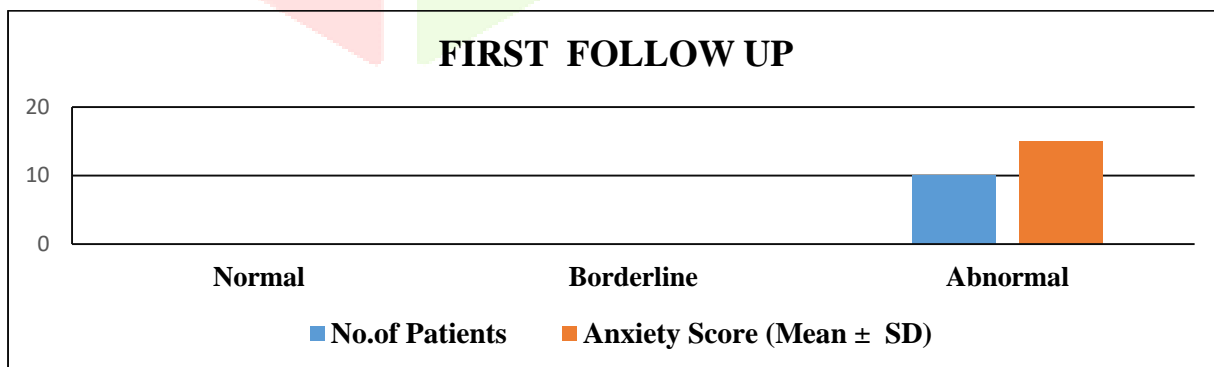 FIRST FOLLOW UP
20
10
0
Normal Borderline Abnormal
No.of Patients Anxiety Score (Mean ± SD)